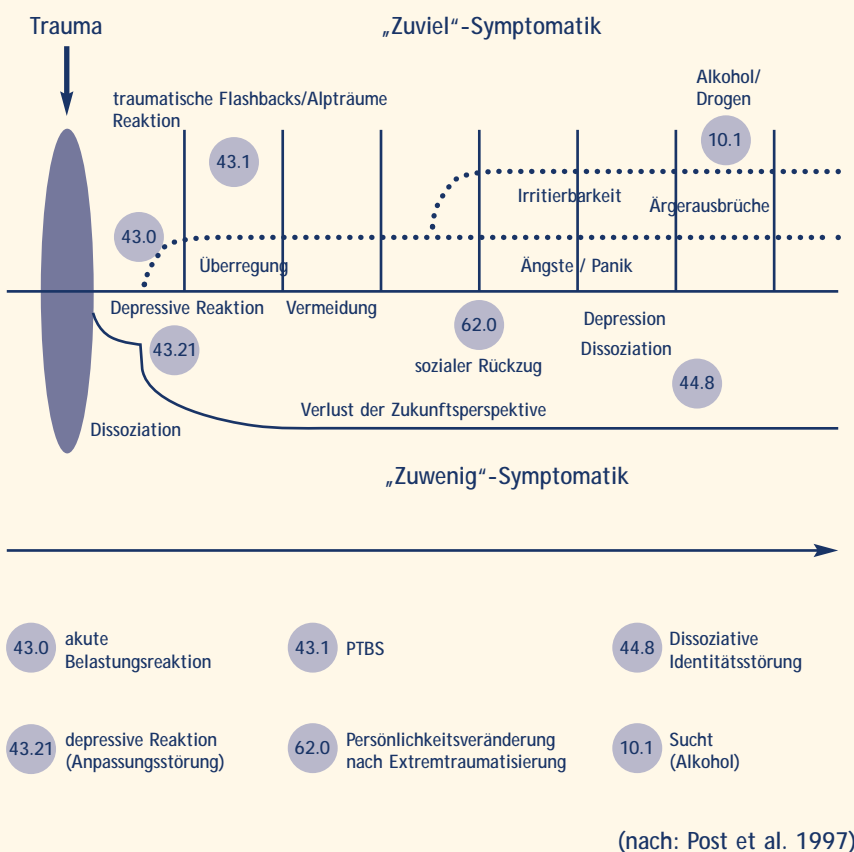 Trauma
„Zuviel“-Symptomatik
Alkohol/
Drogen
traumatische Flashbacks/Alpträume
Reaktion
10.1
43.1
Irritierbarkeit
Ärgerausbrüche
43.0
Überregung
Ängste / Panik
Depressive Reaktion
Vermeidung
62.0
Depression
43.21
Dissoziation
sozialer Rückzug
44.8
Verlust der Zukunftsperspektive
Dissoziation
„Zuwenig“-Symptomatik
43.0 akute
Belastungsreaktion
43.1 PTBS
44.8 Dissoziative
Identitätsstörung
43.21 depressive Reaktion
(Anpassungsstörung)
62.0 Persönlichkeitsveränderung
nach Extremtraumatisierung
10.1 Sucht
(Alkohol)
(nach: Post et al. 1997)